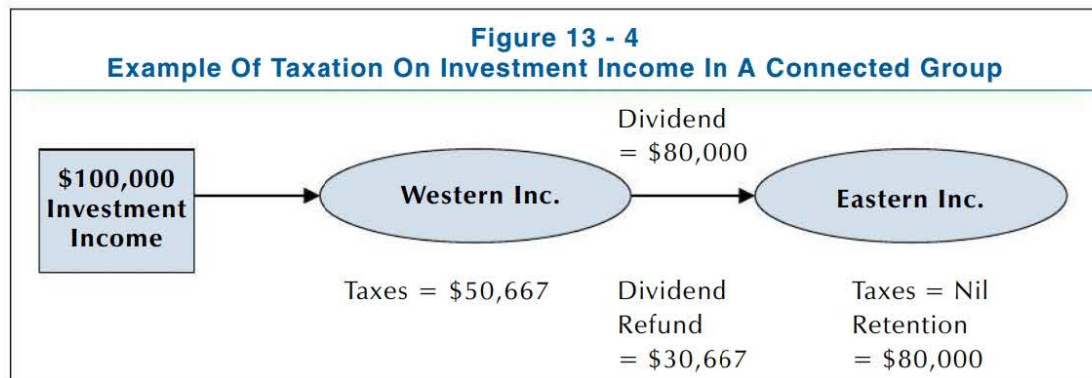 Figure 13 - 4
Example Of Taxation On Investment Income In A Connected Group
$100,000
Investment
Income
Western Inc.
Dividend
= $80,000
Eastern Inc.
Taxes = $50,667
Dividend
Refund
= $30,667
Taxes = Nil
Retention
= $80,000